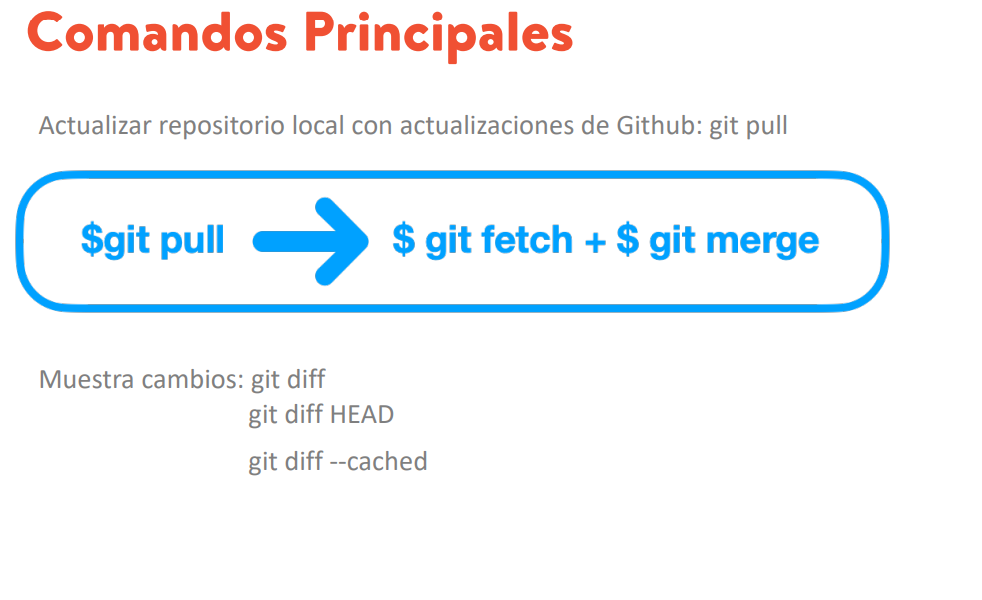 Comandos Principales
Actualizar repositorio local con actualizaciones de Github: git pull
$git pull $ git fetch + $ git merge
Muestra cambios: git diff
git diff HEAD
git diff --cached